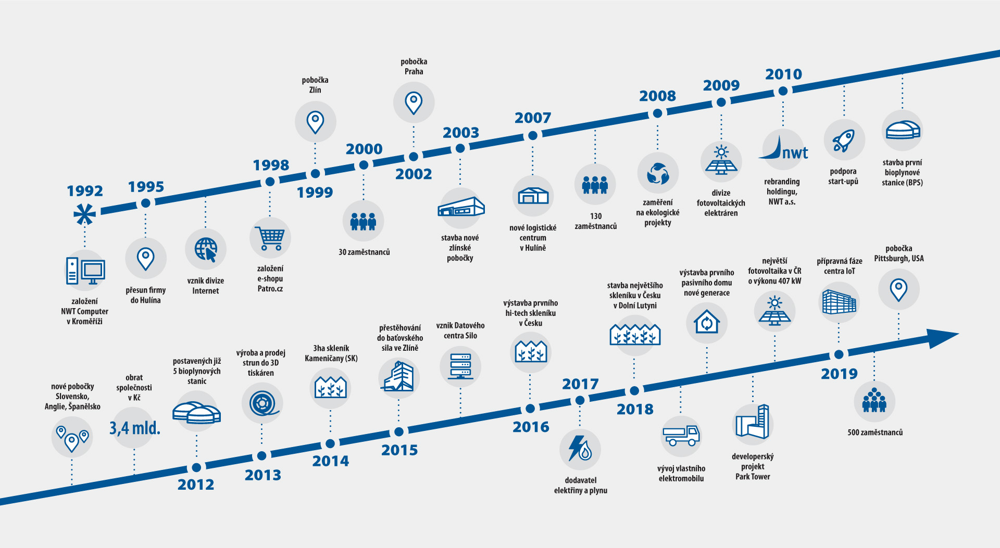 1992
založení
NWT Computer
v Kroměříži
1995
přesun firmy
do Hulína
vznik divize
Internet
1998
založení
e-shopu
Patro.cz
pobočka
Zlín
1999
2000
30 zaměstnanců
pobočka
Praha
2002
2003
stavba nové
zlínské
pobočky
2007
nové logistické
centrum
v Hulíně
130
zaměstnanců
2008
zaměření
na ekologické
projekty
2009
divize
fotovoltaických
elektráren
2010
nwt
rebranding
holdingu,
NWT a.s.
podpora
start-upů
stavba první
bioplynové
stanice (BPS)
nové pobočky
Slovensko,
Anglie, Španělsko
obrat
společnosti
v Kč
3,4 mld.
postavených již
5 bioplynových
stanic
2012
výroba a prodej
strun do 3D
tiskáren
2013
3ha skleník
Kameničany (SK)
2014
přestěhování
do baťovského
sila ve Zlíně
2015
vznik Datového
centra Silo
výstavba prvního
hi-tech skleníku
v Česku
2016
2017
dodavatel
elektřiny a plynu
stavba největšího
skleníku v Česku
v Dolní Lutyni
2018
vývoj vlastního
elektromobilu
výstavba prvního
pasivního domu
nové generace
developerský
projekt
Park Tower
největší
fotovoltaika v ČR
o výkonu 407 kW
přípravná fáze
centra IoT
2019
500 zaměstnanců
pobočka
Pittsburgh, USA